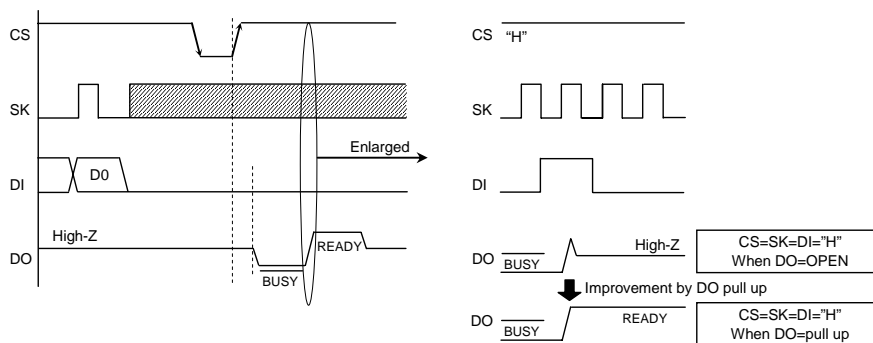 CS
SK
DI
D0
DO
High-Z
BUSY
READY
Enlarged
CS
“H”
SK
DI
DO
BUSY
High-Z
CS=SK=DI=”H”
When DO=OPEN
Improvement by DO pull up
DO
BUSY
READY
CS=SK=DI=”H”
When DO=pull up